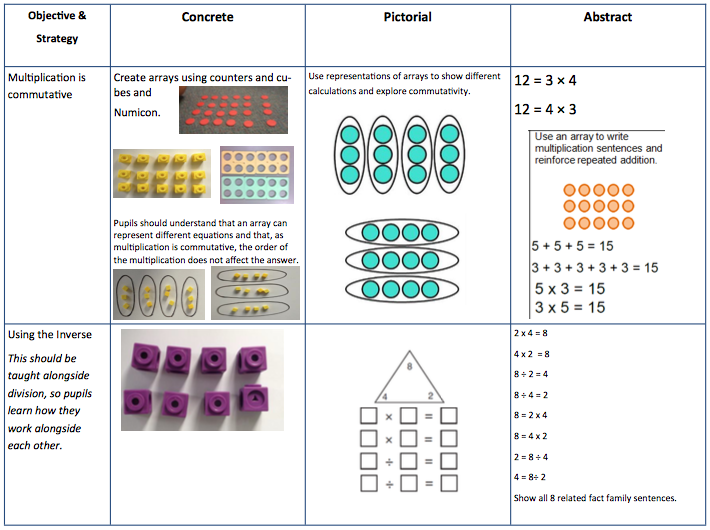 Objective &
Strategy
Concrete
Pictorial
Abstract
Multiplication is
commutative
Create arrays using counters and cu-
bes and
Numicon.
Pupils should understand that an array can
represent different equations and that, as
multiplication is commutative, the order of
the multiplication does not affect the answer.
Use representations of arrays to show different
calculations and explore commutativity.
12 = 3 × 4
12 = 4 × 3
Use an array to write
multiplication sentences and
reinforce repeated addition.
5 + 5 + 5 = 15
3 + 3 + 3 + 3 + 3 = 15
5 x 3 = 15
3 x 5 = 15
Using the Inverse
This should be
taught alongside
division, so pupils
learn how they
work alongside
each other.
8
4 2
× =
× =
÷ =
÷ =
2 x 4 = 8
4 x 2 = 8
8 ÷ 2 = 4
8 ÷ 4 = 2
8 = 2 x 4
8 = 4 x 2
2 = 8 ÷ 4
4 = 8÷ 2
Show all 8 related fact family sentences.